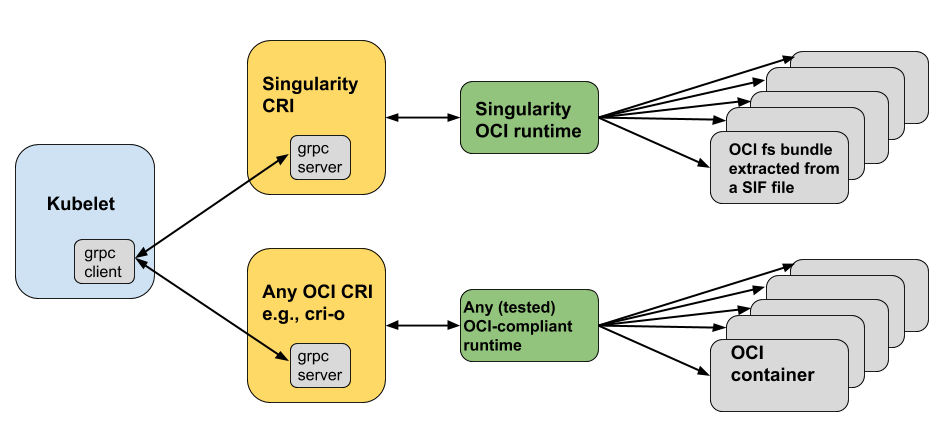 Singularity
CRI
grpc
server
Singularity
OCI runtime
OCI fs bundle
extracted from
a SIF file
Kubelet
grpc
client
Any OCI CRI
e.g., cri-o
grpc
server
Any (tested)
OCI-compliant
runtime
OCI
container